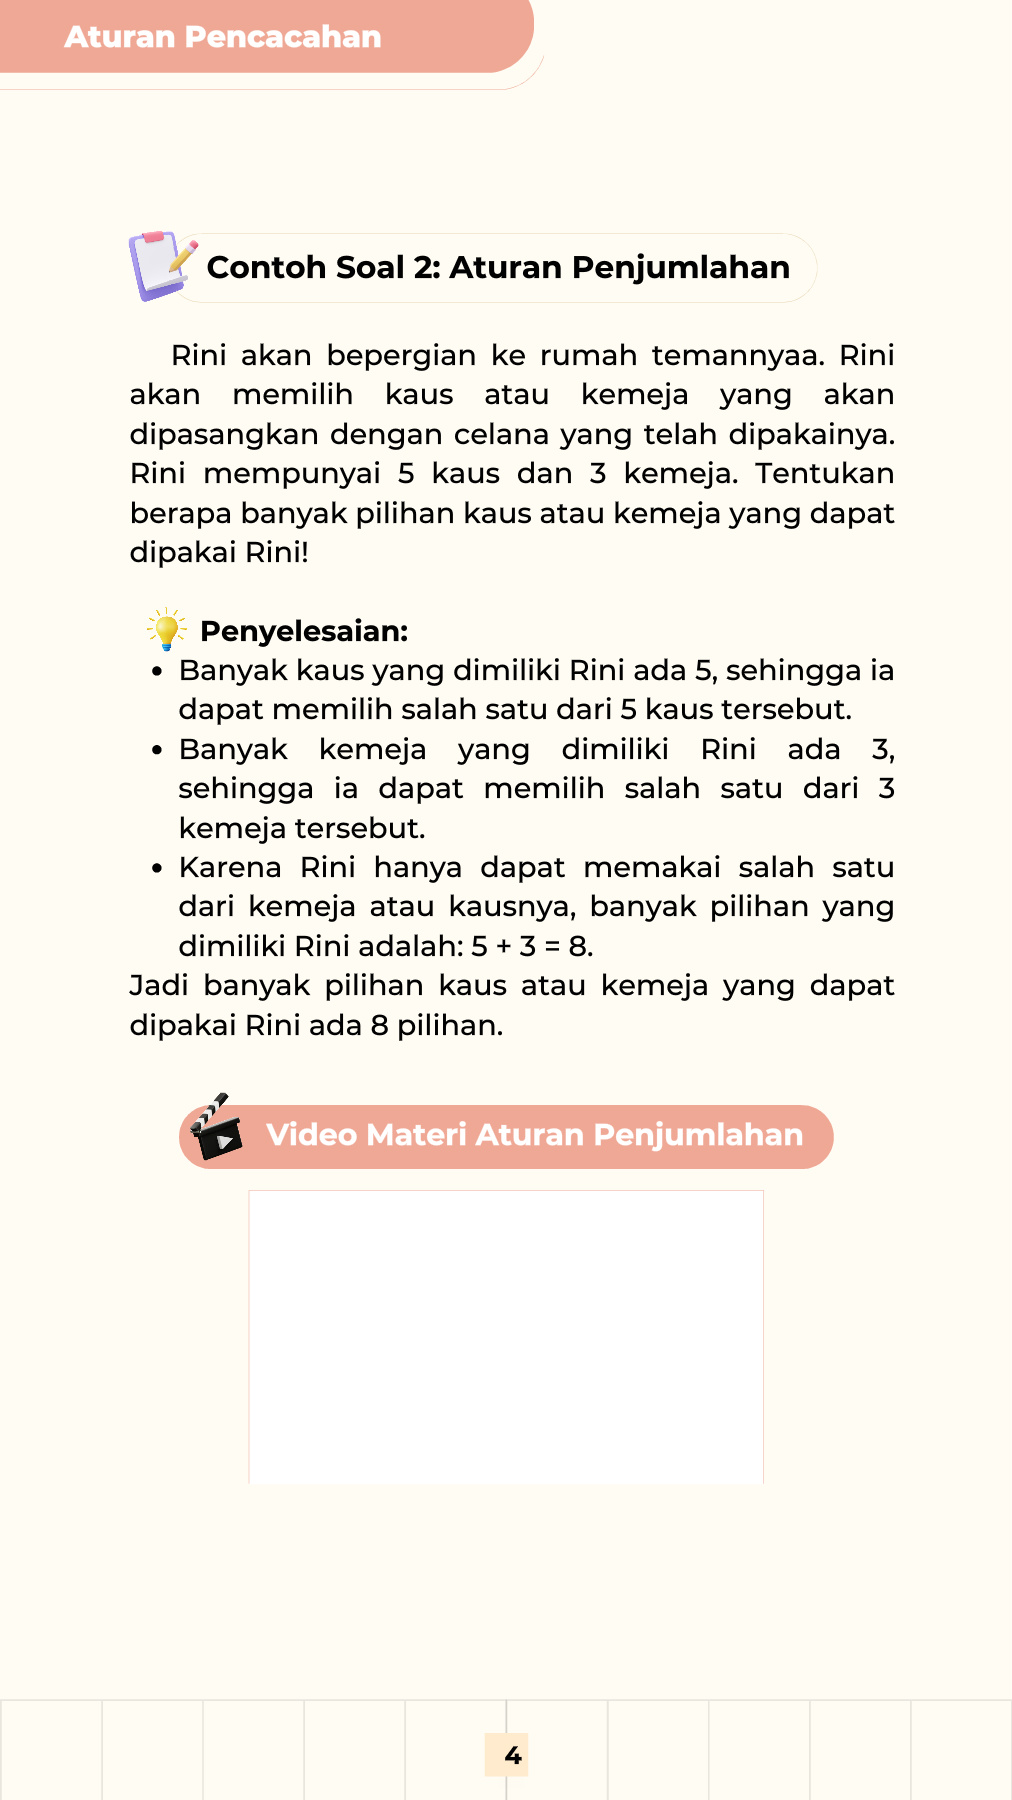 Aturan Pencacahan
Contoh Soal 2: Aturan Penjumlahan
Rini akan bepergian ke rumah temannyaa. Rini
akan memilih kaus atau kemeja yang akan
dipasangkan dengan celana yang telah dipakainya.
Rini mempunyai 5 kaus dan 3 kemeja. Tentukan
berapa banyak pilihan kaus atau kemeja yang dapat
dipakai Rini!
Penyelesaian:
• Banyak kaus yang dimiliki Rini ada 5, sehingga ia
dapat memilih salah satu dari 5 kaus tersebut.
• Banyak kemeja yang dimiliki Rini ada 3,
sehingga ia dapat memilih salah satu dari 3
kemeja tersebut.
• Karena Rini hanya dapat memakai salah satu
dari kemeja atau kausnya, banyak pilihan yang
dimiliki Rini adalah: 5 + 3 = 8.
Jadi banyak pilihan kaus atau kemeja yang dapat
dipakai Rini ada 8 pilihan.
Video Materi Aturan Penjumlahan
4